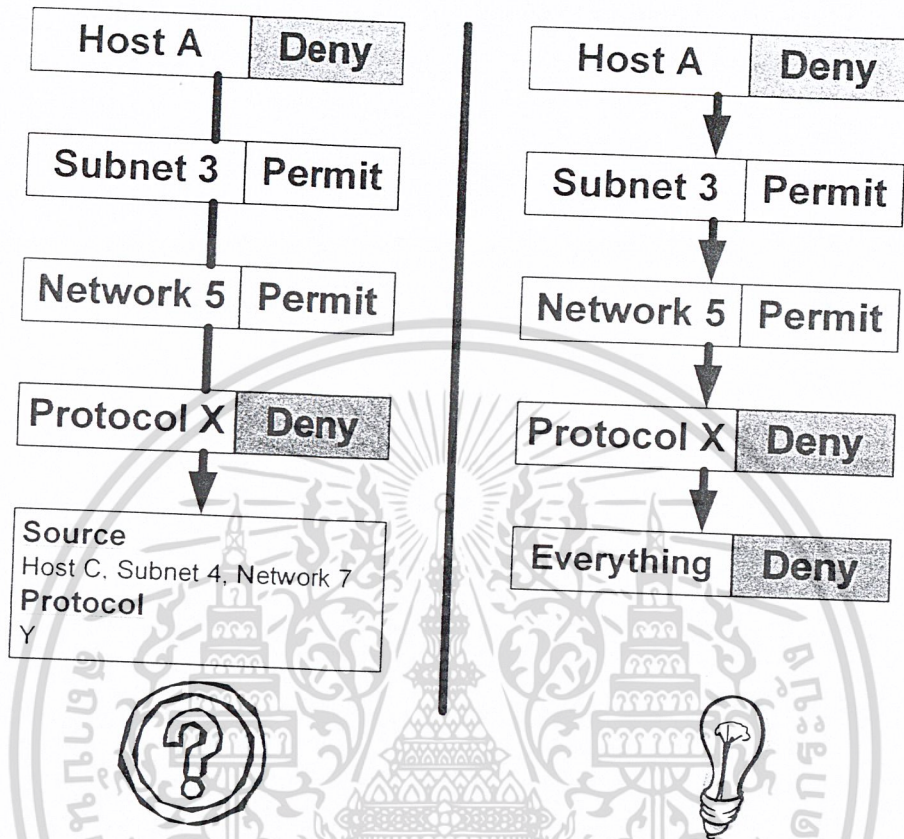 Host A Deny
Subnet 3 Permit
Network 5 Permit
Protocol X Deny
Source
Host C, Subnet 4, Network 7
Protocol
Y
Host A Deny
Subnet 3 Permit
Network 5 Permit
Protocol X Deny
Everything Deny